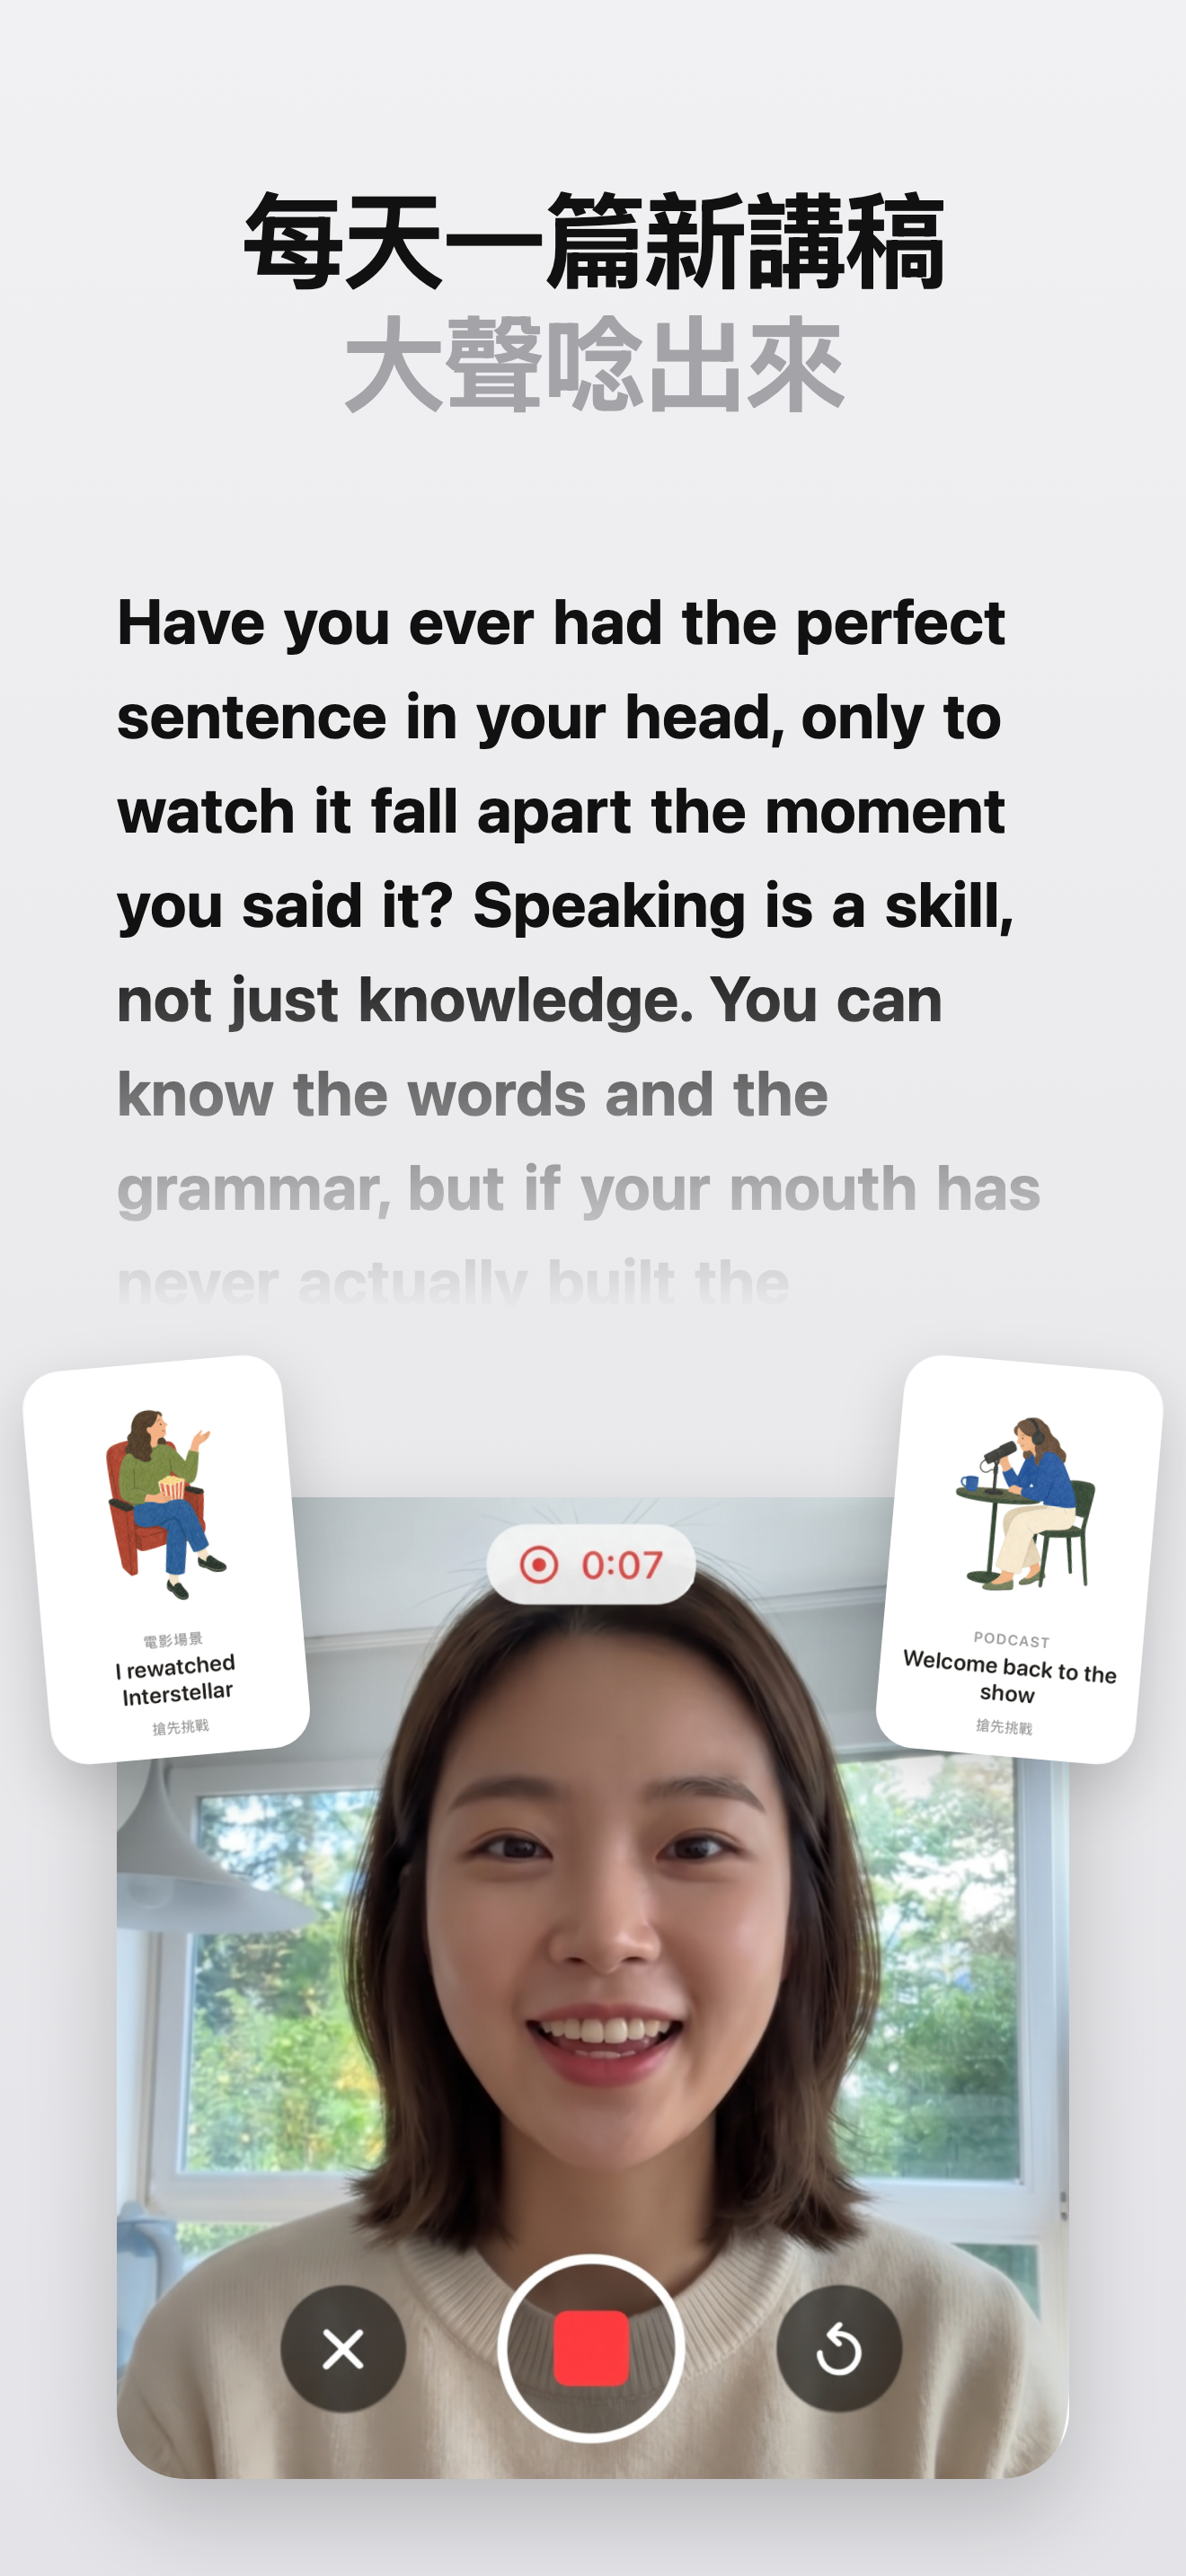 每天一篇新講稿
大聲唸出來
Have you ever had the perfect
sentence in your head, only to
watch it fall apart the moment
you said it? Speaking is a skill,
not just knowledge. You can
know the words and the
grammar, but if your mouth has
never actually built the
電影場景
I rewatched
Interstellar
搶先挑戰
PODCAST
Welcome back to the
show
搶先挑戰
0:07